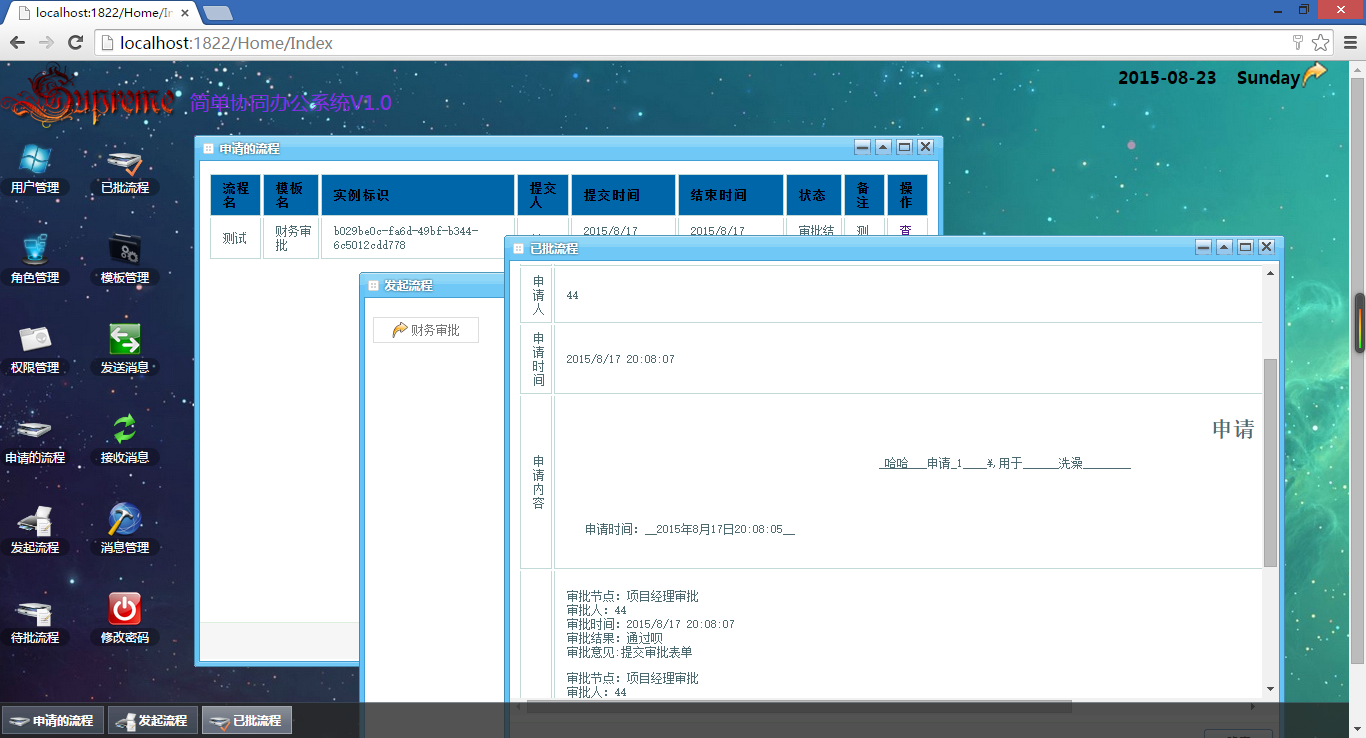 localhost:1822/Home/In
localhost:1822/Home/Index
Supreme
简单协同办公系统V1.0
2015-08-23 Sunday
用户管理
已批流程
角色管理
模板管理
权限管理
发送消息
申请的流程
接收消息
发起流程
消息管理
待批流程
修改密码
申请的流程
流程名 模板名 实例标识 提交人 提交时间 结束时间 状态 备注 操作
测试 财务审批 b029be0c-fa6d-49bf-b344-6c5012cdd778 2015/8/17 2015/8/17 审批结 测 查
发起流程
财务审批
已批流程
申请人 44
申请时间 2015/8/17 20:08:07
申请内容
申请
_哈哈___申请_1____¥,用于______洗澡________
申请时间：__2015年8月17日20:08:05__
审批节点：项目经理审批
审批人：44
审批时间：2015/8/17 20:08:07
审批结果：通过呗
审批意见:提交审批表单
审批节点：项目经理审批
审批人：44
申请的流程
发起流程
已批流程